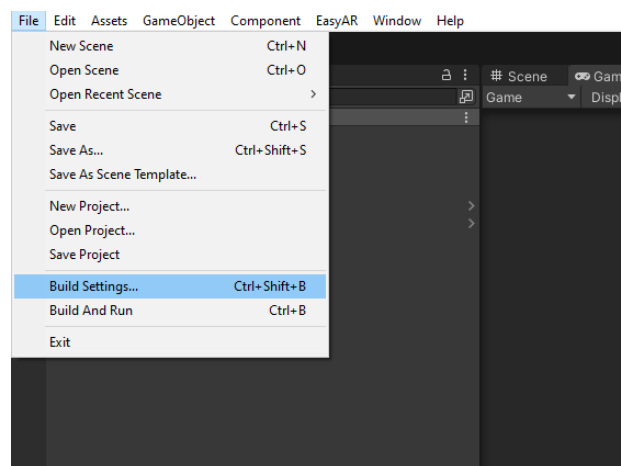 File Edit Assets GameObject Component EasyAR Window Help
New Scene Ctrl+N
Open Scene Ctrl+O
Open Recent Scene
Save Ctrl+S
Save As... Ctrl+Shift+S
Save As Scene Template...
New Project...
Open Project...
Save Project
Build Settings... Ctrl+Shift+B
Build And Run Ctrl+B
Exit
# Scene Gam
Game Displ